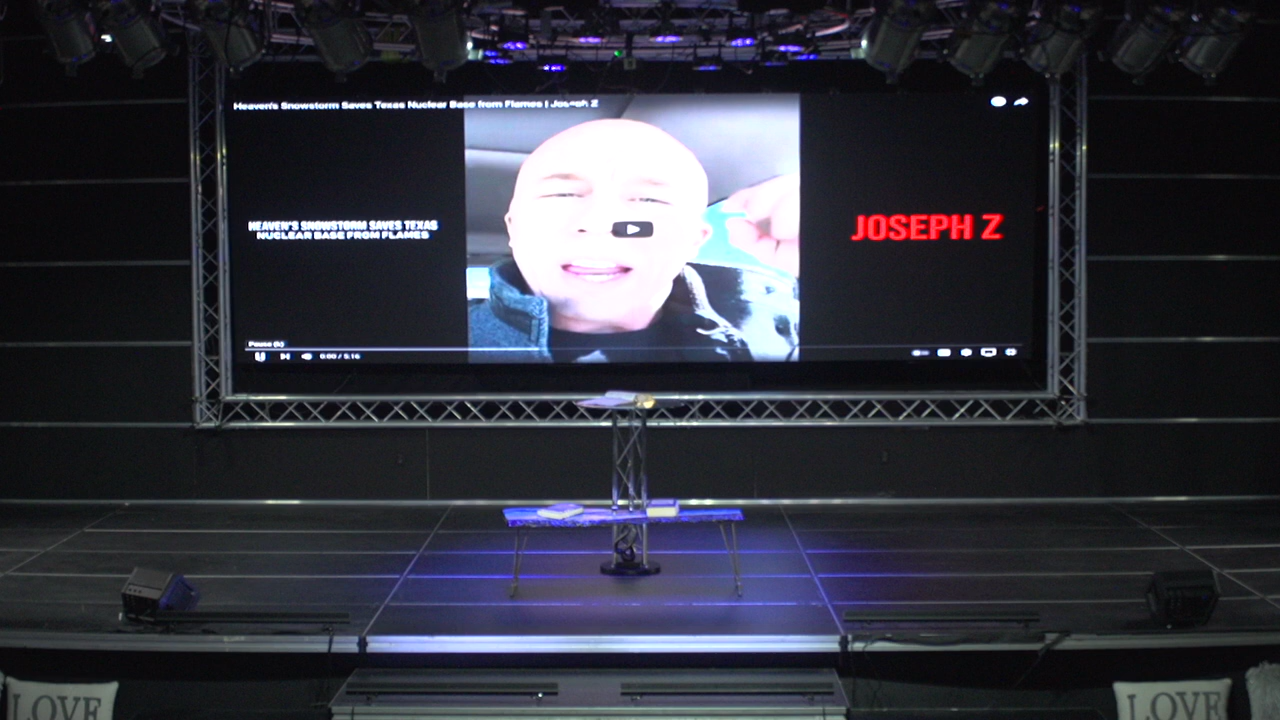 Heaven's Snowstorm Saves Texas Nuclear Base from Flames | Joseph Z
HEAVEN'S SNOWSTORM SAVES TEXAS
NUCLEAR BASE FROM FLAMES
JOSEPH Z
Pause (k)
0:00 / 5:16
LOVE
LOVE